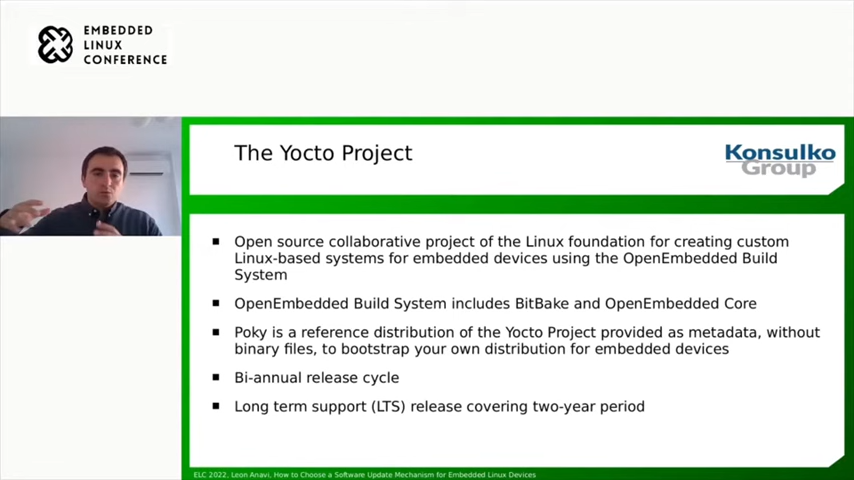 EMBEDDED
LINUX
CONFERENCE
The Yocto Project
Konsulko
Group
Open source collaborative project of the Linux foundation for creating custom
Linux-based systems for embedded devices using the OpenEmbedded Build
System
OpenEmbedded Build System includes BitBake and OpenEmbedded Core
Poky is a reference distribution of the Yocto Project provided as metadata, without
binary files, to bootstrap your own distribution for embedded devices
Bi-annual release cycle
Long term support (LTS) release covering two-year period
ELC 2022, Leon Anavi, How to Choose a Software Update Mechanism for Embedded Linux Devices